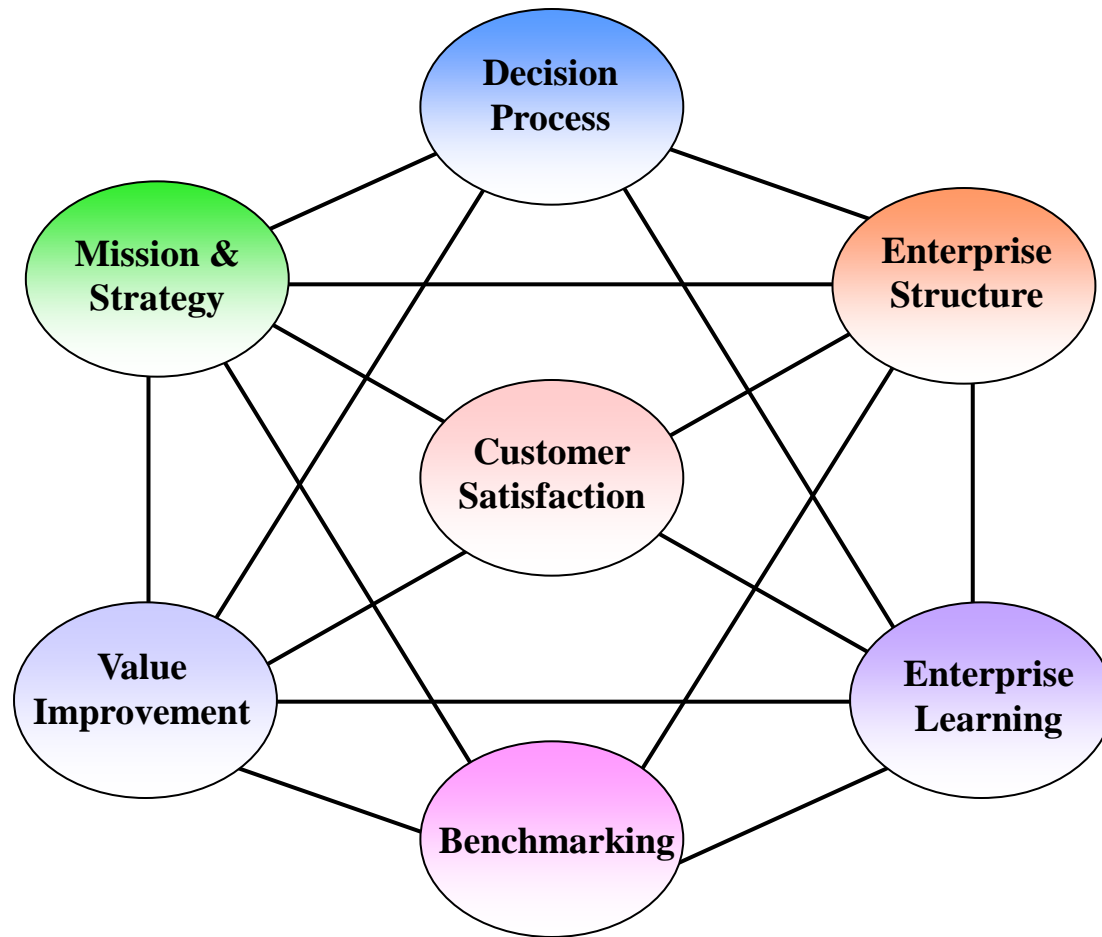 Decision
Process
Mission &
Strategy
Enterprise
Structure
Customer
Satisfaction
Value
Improvement
Enterprise
Learning
Benchmarking